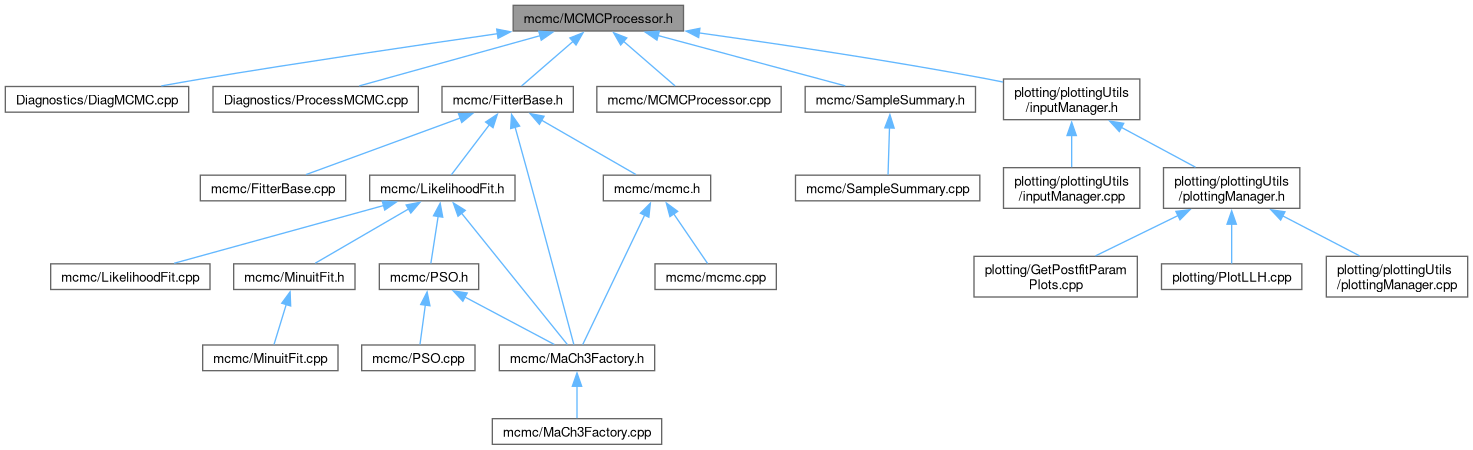 mcmc/MCMCProcessor.h
Diagnostics/DiagMCMC.cpp
Diagnostics/ProcessMCMC.cpp
mcmc/FitterBase.h
mcmc/MCMCProcessor.cpp
mcmc/SampleSummary.h
plotting/plottingUtils
/inputManager.h
mcmc/FitterBase.cpp
mcmc/LikelihoodFit.h
mcmc/mcmc.h
mcmc/SampleSummary.cpp
plotting/plottingUtils
/inputManager.cpp
plotting/plottingUtils
/plottingManager.h
mcmc/LikelihoodFit.cpp
mcmc/MinuitFit.h
mcmc/PSO.h
mcmc/mcmc.cpp
plotting/GetPostfitParam
Plots.cpp
plotting/PlotLLH.cpp
plotting/plottingUtils
/plottingManager.cpp
mcmc/MinuitFit.cpp
mcmc/PSO.cpp
mcmc/MaCh3Factory.h
mcmc/MaCh3Factory.cpp